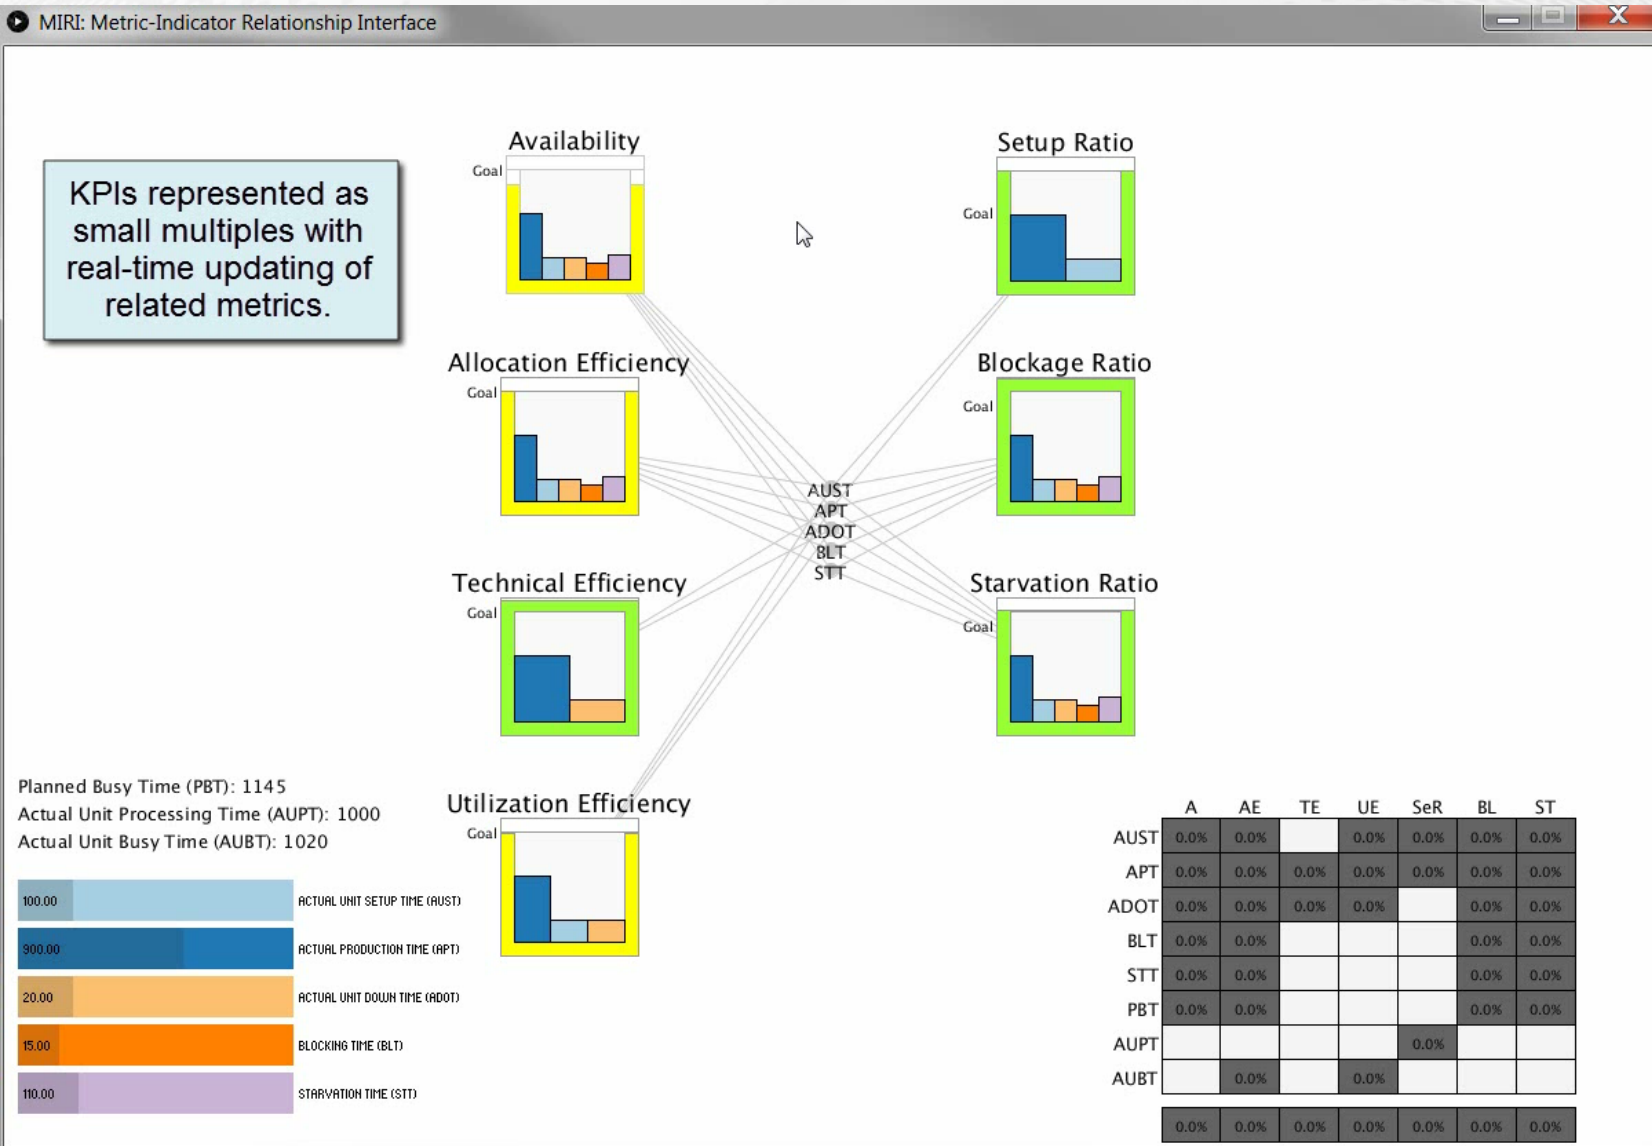 MIRI: Metric-Indicator Relationship Interface
KPIs represented as
small multiples with
real-time updating of
related metrics.
Availability
Goal
Setup Ratio
Goal
Allocation Efficiency
Goal
Blockage Ratio
Goal
AUST
APT
ADOT
BLT
STT
Technical Efficiency
Goal
Starvation Ratio
Goal
Utilization Efficiency
Goal
Planned Busy Time (PBT): 1145
Actual Unit Processing Time (AUPT): 1000
Actual Unit Busy Time (AUBT): 1020
100.00 ACTUAL UNIT SETUP TIME (AUST)
900.00 ACTUAL PRODUCTION TIME (APT)
20.00 ACTUAL UNIT DOWN TIME (ADOT)
15.00 BLOCKING TIME (BLT)
110.00 STARVATION TIME (STT)
A AE TE UE SeR BL ST
AUST 0.0% 0.0% 0.0% 0.0% 0.0% 0.0%
APT 0.0% 0.0% 0.0% 0.0% 0.0% 0.0% 0.0%
ADOT 0.0% 0.0% 0.0% 0.0% 0.0% 0.0%
BLT 0.0% 0.0% 0.0% 0.0%
STT 0.0% 0.0% 0.0% 0.0%
PBT 0.0% 0.0% 0.0% 0.0%
AUPT 0.0%
AUBT 0.0% 0.0%
0.0% 0.0% 0.0% 0.0% 0.0% 0.0% 0.0%